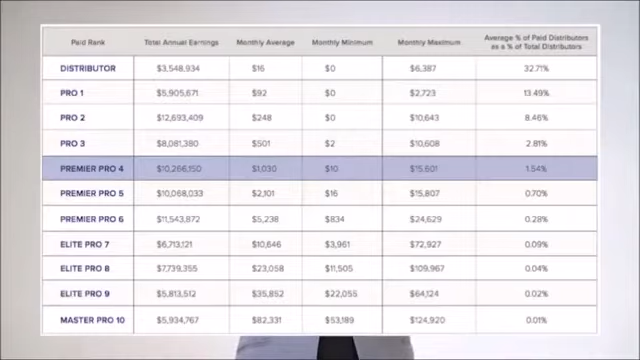 Paid Rank Total Annual Earnings Monthly Average Monthly Minimum Monthly Maximum Average % of Paid Distributors
as a % of Total Distributors
DISTRIBUTOR $3,548,934 $16 $0 $6,387 32.71%
PRO 1 $5,905,671 $92 $0 $2,723 13.49%
PRO 2 $12,693,409 $248 $0 $10,643 8.46%
PRO 3 $8,081,380 $501 $2 $10,608 2.81%
PREMIER PRO 4 $10,266,150 $1,030 $10 $15,601 1.54%
PREMIER PRO 5 $10,068,033 $2,101 $16 $15,807 0.70%
PREMIER PRO 6 $11,543,872 $5,238 $834 $24,629 0.28%
ELITE PRO 7 $6,713,121 $10,646 $3,961 $72,927 0.09%
ELITE PRO 8 $7,739,355 $23,058 $11,505 $109,967 0.04%
ELITE PRO 9 $5,813,512 $35,852 $22,055 $64,124 0.02%
MASTER PRO 10 $5,934,767 $82,331 $53,189 $124,920 0.01%